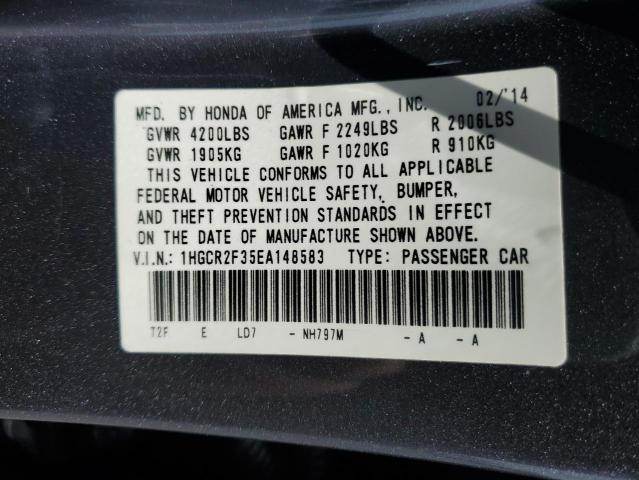 MFD. BY HONDA OF AMERICA MFG., INC. 02/'14
GVWR 4200LBS GAWR F 2249LBS R 2006LBS
GVWR 1905KG GAWR F 1020KG R 910KG
THIS VEHICLE CONFORMS TO ALL APPLICABLE
FEDERAL MOTOR VEHICLE SAFETY, BUMPER,
AND THEFT PREVENTION STANDARDS IN EFFECT
ON THE DATE OF MANUFACTURE SHOWN ABOVE.
V.I.N.: 1HGCR2F35EA148583 TYPE: PASSENGER CAR
T2F E LD7 - NH797M - A - A